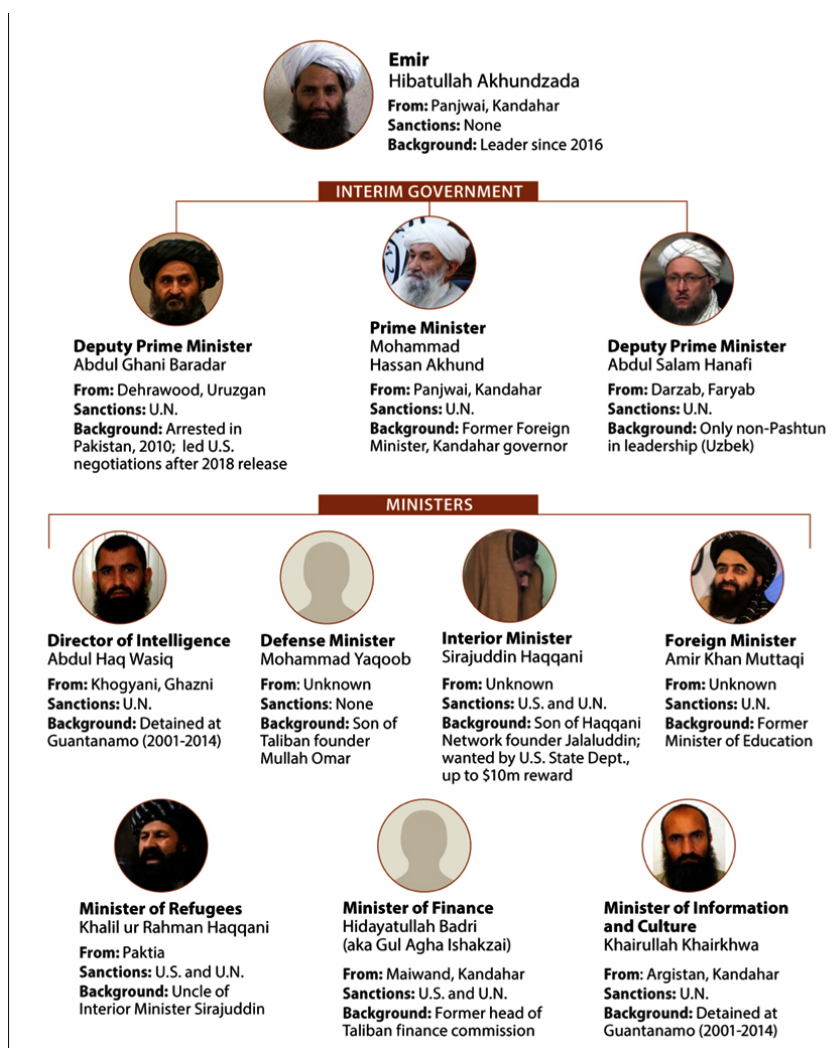 Emir
Hibatullah Akhundzada
From: Panjwai, Kandahar
Sanctions: None
Background: Leader since 2016
INTERIM GOVERNMENT
Deputy Prime Minister
Abdul Ghani Baradar
From: Dehrawood, Uruzgan
Sanctions: U.N.
Background: Arrested in
Pakistan, 2010; led U.S.
negotiations after 2018 release
Prime Minister
Mohammad
Hassan Akhund
From: Panjwai, Kandahar
Sanctions: U.N.
Background: Former Foreign
Minister, Kandahar governor
Deputy Prime Minister
Abdul Salam Hanafi
From: Darzab, Faryab
Sanctions: U.N.
Background: Only non-Pashtun
in leadership (Uzbek)
MINISTERS
Director of Intelligence
Abdul Haq Wasiq
From: Khogyani, Ghazni
Sanctions: U.N.
Background: Detained at
Guantanamo (2001-2014)
Defense Minister
Mohammad Yaqoob
From: Unknown
Sanctions: None
Background: Son of
Taliban founder
Mullah Omar
Interior Minister
Sirajuddin Haqqani
From: Unknown
Sanctions: U.S. and U.N.
Background: Son of Haqqani
Network founder Jalaluddin;
wanted by U.S. State Dept.,
up to $10m reward
Foreign Minister
Amir Khan Muttaqi
From: Unknown
Sanctions: U.N.
Background: Former
Minister of Education
Minister of Refugees
Khalil ur Rahman Haqqani
From: Paktia
Sanctions: U.S. and U.N.
Background: Uncle of
Interior Minister Sirajuddin
Minister of Finance
Hidayatullah Badri
(aka Gul Agha Ishakzai)
From: Maiwand, Kandahar
Sanctions: U.S. and U.N.
Background: Former head of
Taliban finance commission
Minister of Information
and Culture
Khairullah Khairkhwa
From: Argistan, Kandahar
Sanctions: U.N.
Background: Detained at
Guantanamo (2001-2014)